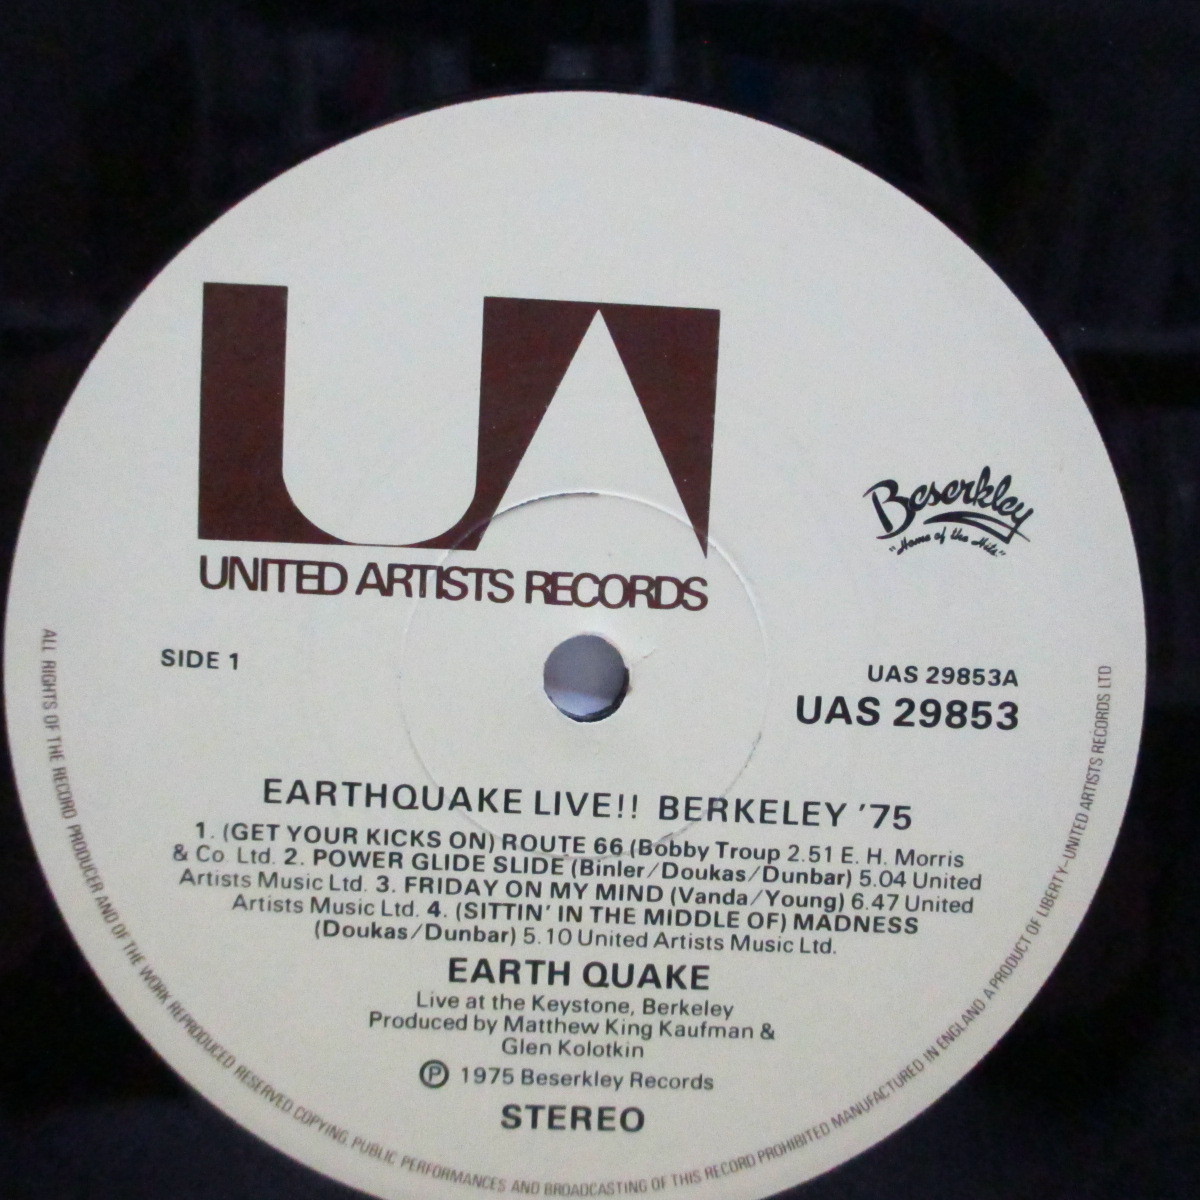 UA
UNITED ARTISTS RECORDS
Beserkley
"Home of the Hits"
SIDE 1
UAS 29853A
UAS 29853
EARTHQUAKE LIVE!! BERKELEY '75
1. (GET YOUR KICKS ON) ROUTE 66 (Bobby Troup 2.51 E. H. Morris
& Co. Ltd. 2. POWER GLIDE SLIDE (Binler/Doukas/Dunbar) 5.04 United
Artists Music Ltd. 3. FRIDAY ON MY MIND (Vanda/Young) 6.47 United
Artists Music Ltd. 4. (SITTIN' IN THE MIDDLE OF) MADNESS
(Doukas/Dunbar) 5.10 United Artists Music Ltd.
EARTH QUAKE
Live at the Keystone, Berkeley
Produced by Matthew King Kaufman &
Glen Kolotkin
Ⓟ 1975 Beserkley Records
STEREO
ALL RIGHTS OF THE RECORD PRODUCER AND OF THE WORK REPRODUCED RESERVED COPYING, PUBLIC PERFORMANCES AND BROADCASTING OF THIS RECORD PROHIBITED MANUFACTURED IN ENGLAND A PRODUCT OF LIBERTY-UNITED ARTISTS RECORDS LTD